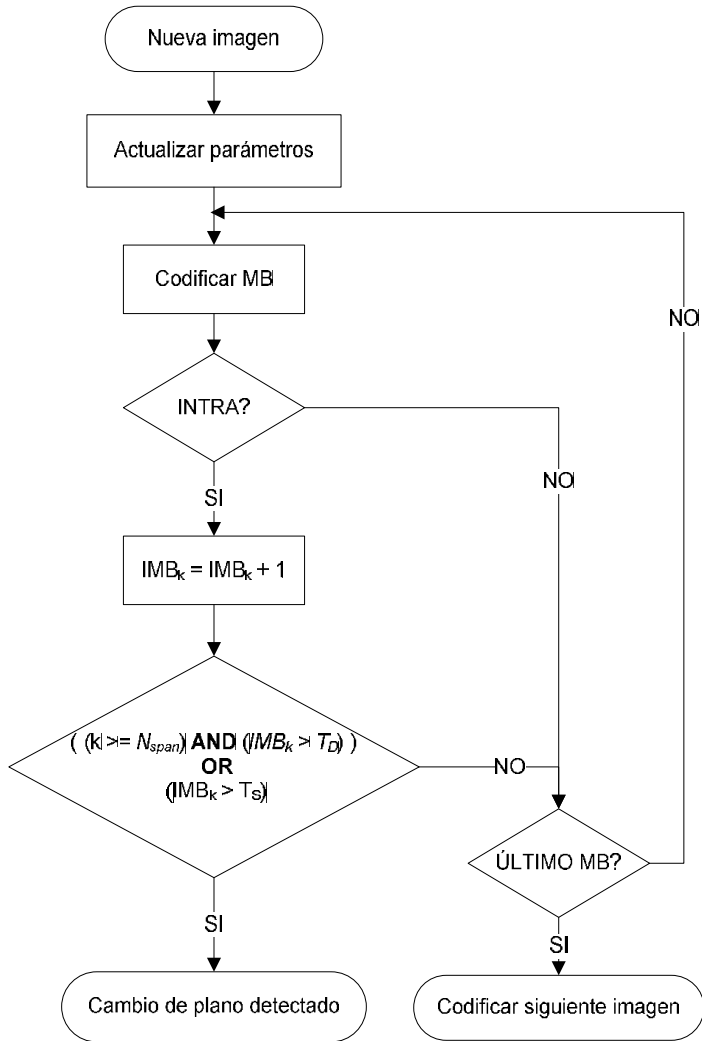 Nueva imagen
Actualizar parámetros
Codificar MB
NO
INTRA?
NO
SI
IMBk = IMBk + 1
( (k >= Nspan) AND (IMBk > TD) )
OR
(IMBk > TS)
NO
ÚLTIMO MB?
SI
SI
Cambio de plano detectado
Codificar siguiente imagen